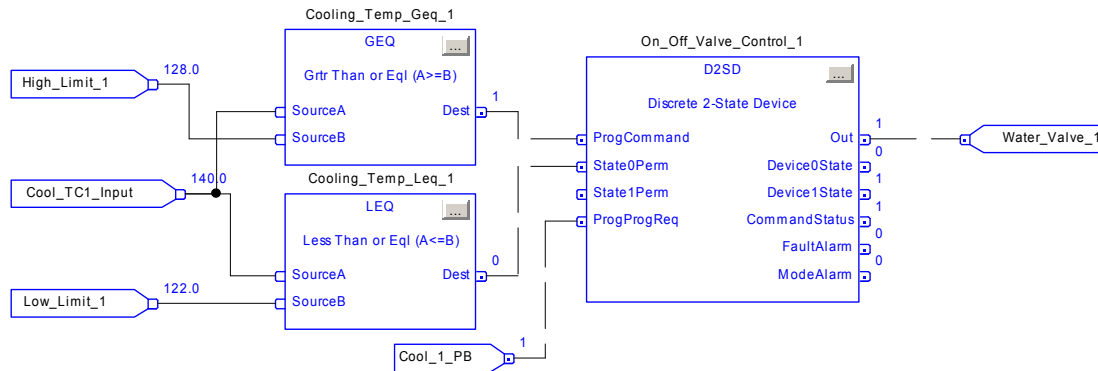 Cooling_Temp_Geq_1
GEQ
...
Grtr Than or Eql (A>=B)
SourceA
Dest
1
SourceB
High_Limit_1
128.0
Cool_TC1_Input
140.0
Cooling_Temp_Leq_1
LEQ
...
Less Than or Eql (A<=B)
SourceA
Dest
0
SourceB
Low_Limit_1
122.0
Cool_1_PB
1
On_Off_Valve_Control_1
D2SD
...
Discrete 2-State Device
ProgCommand
Out
1
State0Perm
Device0State
0
State1Perm
Device1State
1
ProgProgReq
CommandStatus
1
FaultAlarm
0
ModeAlarm
0
Water_Valve_1